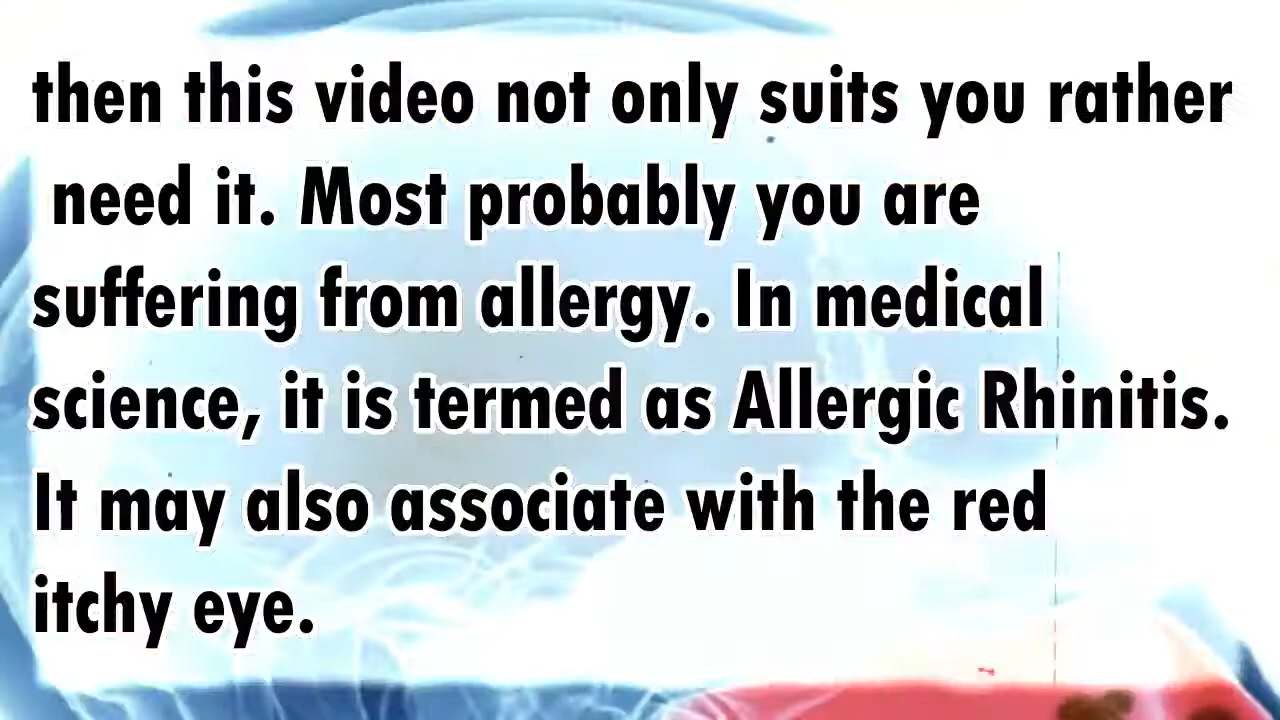 then this video not only suits you rather
need it. Most probably you are
suffering from allergy. In medical
science, it is termed as Allergic Rhinitis.
It may also associate with the red
itchy eye.